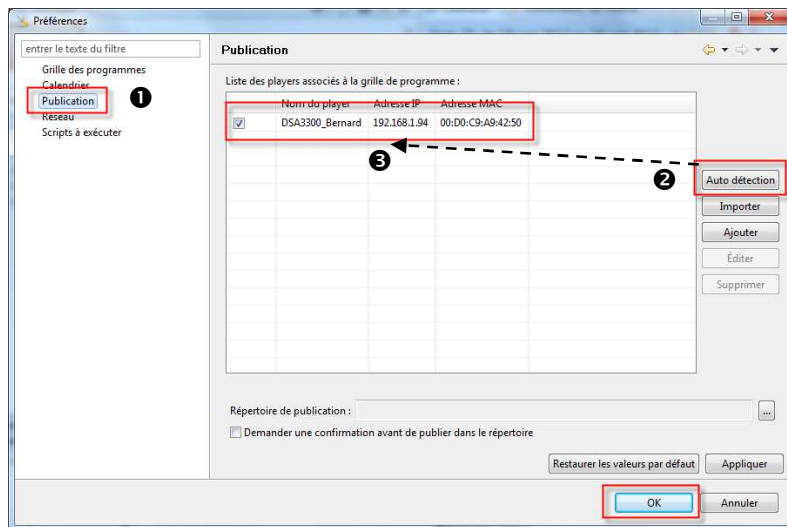 Préférences
entrer le texte du filtre
Grille des programmes
Calendrier
Publication
Réseau
Scripts à exécuter
❶
Publication
Liste des players associés à la grille de programme :
Nom du player Adresse IP Adresse MAC
DSA3300_Bernard 192.168.1.94 00:D0:C9:A9:42:50
❸
❷
Auto détection
Importer
Ajouter
Éditer
Supprimer
Répertoire de publication :
...
Demander une confirmation avant de publier dans le répertoire
Restaurer les valeurs par défaut Appliquer
OK Annuler